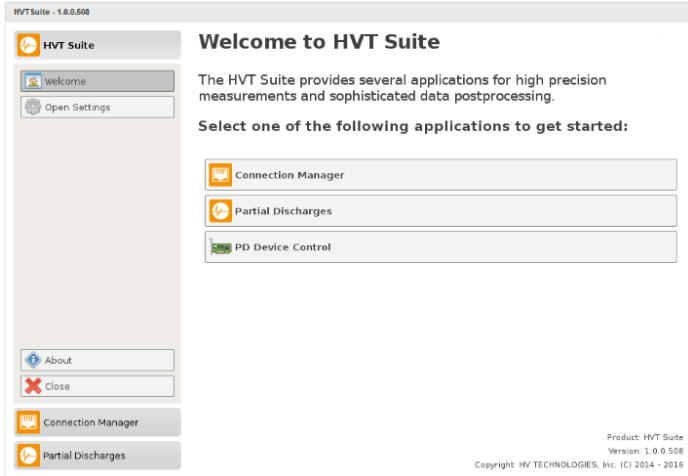 HVT Suite - 1.0.0.508
HVT Suite
Welcome
Open Settings
About
Close
Connection Manager
Partial Discharges
Welcome to HVT Suite
The HVT Suite provides several applications for high precision
measurements and sophisticated data postprocessing.
Select one of the following applications to get started:
Connection Manager
Partial Discharges
PD Device Control
Product: HVT Suite
Version: 1.0.0.508
Copyright: HV TECHNOLOGIES, Inc. (C) 2014 - 2016